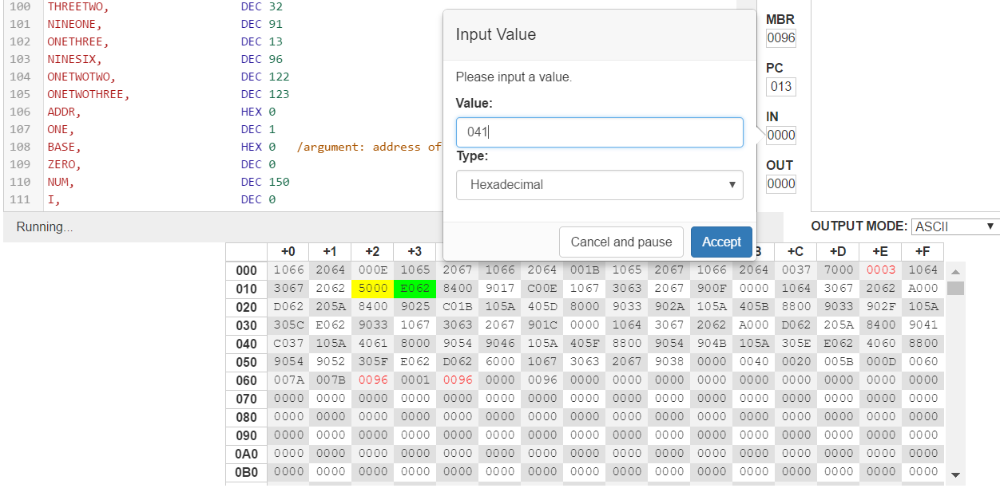 100 THREETWO, DEC 32
101 NINEONE, DEC 91
102 ONETHREE, DEC 13
103 NINESIX, DEC 96
104 ONETWOTWO, DEC 122
105 ONETWOTHREE, DEC 123
106 ADDR, HEX 0
107 ONE, DEC 1
108 BASE, HEX 0 /argument: address of
109 ZERO, DEC 0
110 NUM, DEC 150
111 I, DEC 0
Input Value
Please input a value.
Value:
041
Type:
Hexadecimal
Cancel and pause Accept
MBR
0096
PC
013
IN
0000
OUT
0000
Running...
OUTPUT MODE: ASCII
+0 +1 +2 +3 B +C +D +E +F
000 1066 2064 000E 1065 2067 1066 2064 001B 1065 2067 1066 2064 0037 7000 0003 1064
010 3067 2062 5000 E062 8400 9017 C00E 1067 3063 2067 900F 0000 1064 3067 2062 A000
020 D062 205A 8400 9025 C01B 105A 405D 8000 9033 902A 105A 405B 8800 9033 902F 105A
030 305C E062 9033 1067 3063 2067 901C 0000 1064 3067 2062 A000 D062 205A 8400 9041
040 C037 105A 4061 8000 9054 9046 105A 405F 8800 9054 904B 105A 305E E062 4060 8800
050 9054 9052 305F E062 D062 6000 1067 3063 2067 9038 0000 0040 0020 005B 000D 0060
060 007A 007B 0096 0001 0096 0000 0096 0000 0000 0000 0000 0000 0000 0000 0000 0000
070 0000 0000 0000 0000 0000 0000 0000 0000 0000 0000 0000 0000 0000 0000 0000 0000
080 0000 0000 0000 0000 0000 0000 0000 0000 0000 0000 0000 0000 0000 0000 0000 0000
090 0000 0000 0000 0000 0000 0000 0000 0000 0000 0000 0000 0000 0000 0000 0000 0000
0A0 0000 0000 0000 0000 0000 0000 0000 0000 0000 0000 0000 0000 0000 0000 0000 0000
0B0 0000 0000 0000 0000 0000 0000 0000 0000 0000 0000 0000 0000 0000 0000 0000 0000